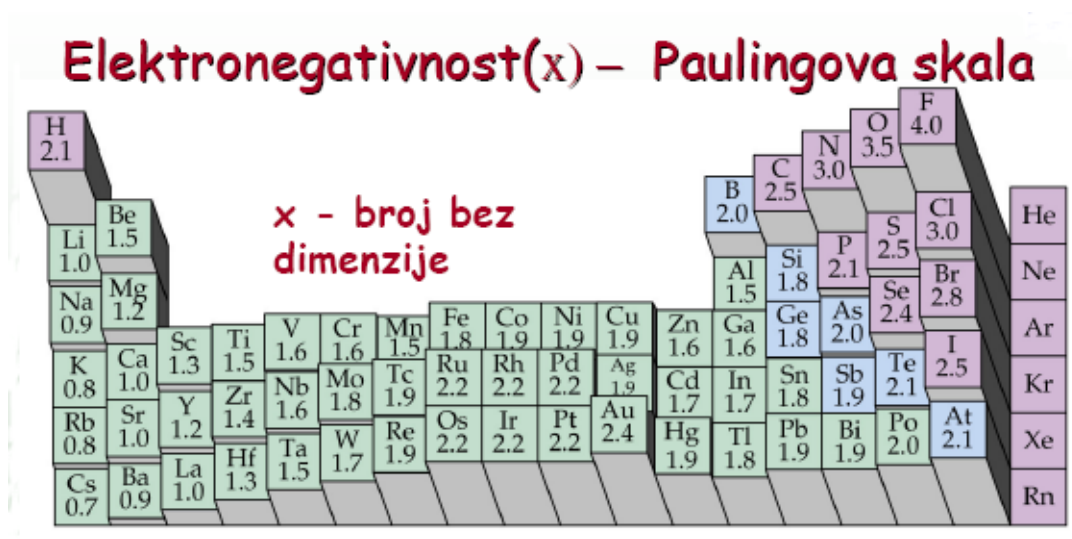 Elektronegativnost(x) – Paulingova skala
x - broj bez
dimenzije
H
2.1
Li
1.0
Be
1.5
B
2.0
C
2.5
N
3.0
O
3.5
F
4.0
He
Na
0.9
Mg
1.2
Al
1.5
Si
1.8
P
2.1
S
2.5
Cl
3.0
Ne
K
0.8
Ca
1.0
Sc
1.3
Ti
1.5
V
1.6
Cr
1.6
Mn
1.5
Fe
1.8
Co
1.9
Ni
1.9
Cu
1.9
Zn
1.6
Ga
1.6
Ge
1.8
As
2.0
Se
2.4
Br
2.8
Ar
Rb
0.8
Sr
1.0
Y
1.2
Zr
1.4
Nb
1.6
Mo
1.8
Tc
1.9
Ru
2.2
Rh
2.2
Pd
2.2
Ag
1.9
Cd
1.7
In
1.7
Sn
1.8
Sb
1.9
Te
2.1
I
2.5
Kr
Cs
0.7
Ba
0.9
La
1.0
Hf
1.3
Ta
1.5
W
1.7
Re
1.9
Os
2.2
Ir
2.2
Pt
2.2
Au
2.4
Hg
1.9
Tl
1.8
Pb
1.9
Bi
1.9
Po
2.0
At
2.1
Xe
Rn